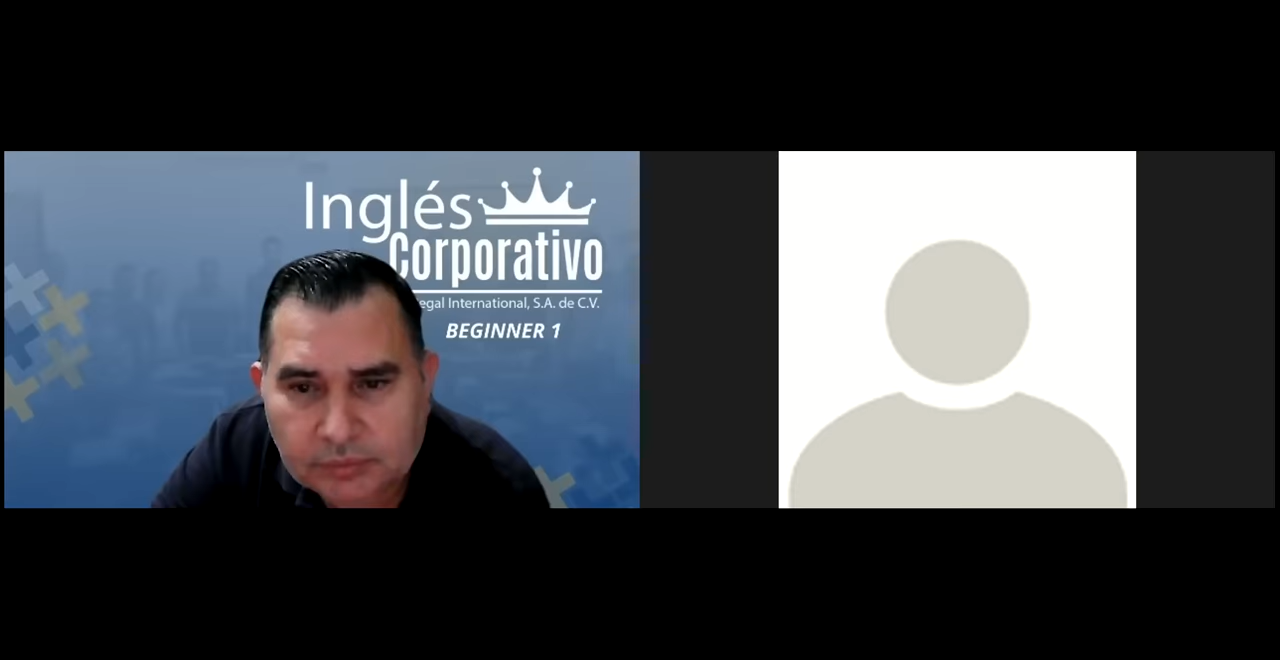 Inglés
Corporativo
egal International, S.A. de C.V.
BEGINNER 1